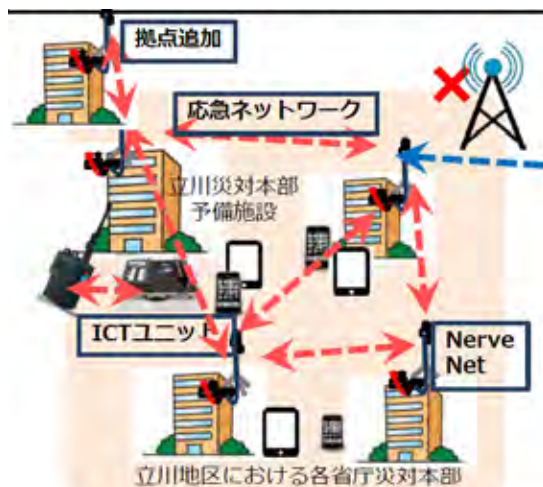 拠点追加
応急ネットワーク
立川災対本部
予備施設
ICTユニット
Nerve
Net
立川地区における各省庁災対本部